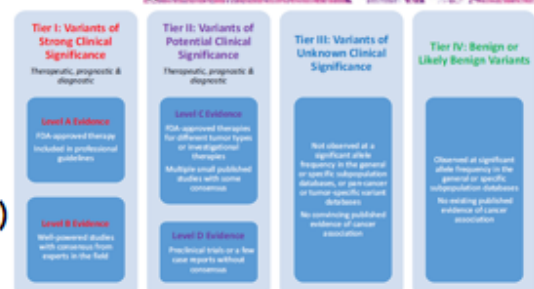 Tier I: Variants of
Strong Clinical
Significance
Therapeutic, prognostic &
diagnostic
Level A Evidence
FDA-approved therapy
Included in professional
guidelines
Level B Evidence
Well-powered studies
with consensus from
experts in the field
Tier II: Variants of
Potential Clinical
Significance
Therapeutic, prognostic &
diagnostic
Level C Evidence
FDA-approved therapies
for different tumor types
or investigational
therapies
Multiple small published
studies with some
consensus
Level D Evidence
Preclinical trials or a few
case reports without
consensus
Tier III: Variants of
Unknown Clinical
Significance
Not observed at a
significant allele
frequency in the general
or specific subpopulation
databases, or pan-cancer
or tumor-specific variant
databases
No convincing published
evidence of cancer
association
Tier IV: Benign or
Likely Benign Variants
Observed at significant
allele frequency in the
general or specific
subpopulation databases
No existing published
evidence of cancer
association
)